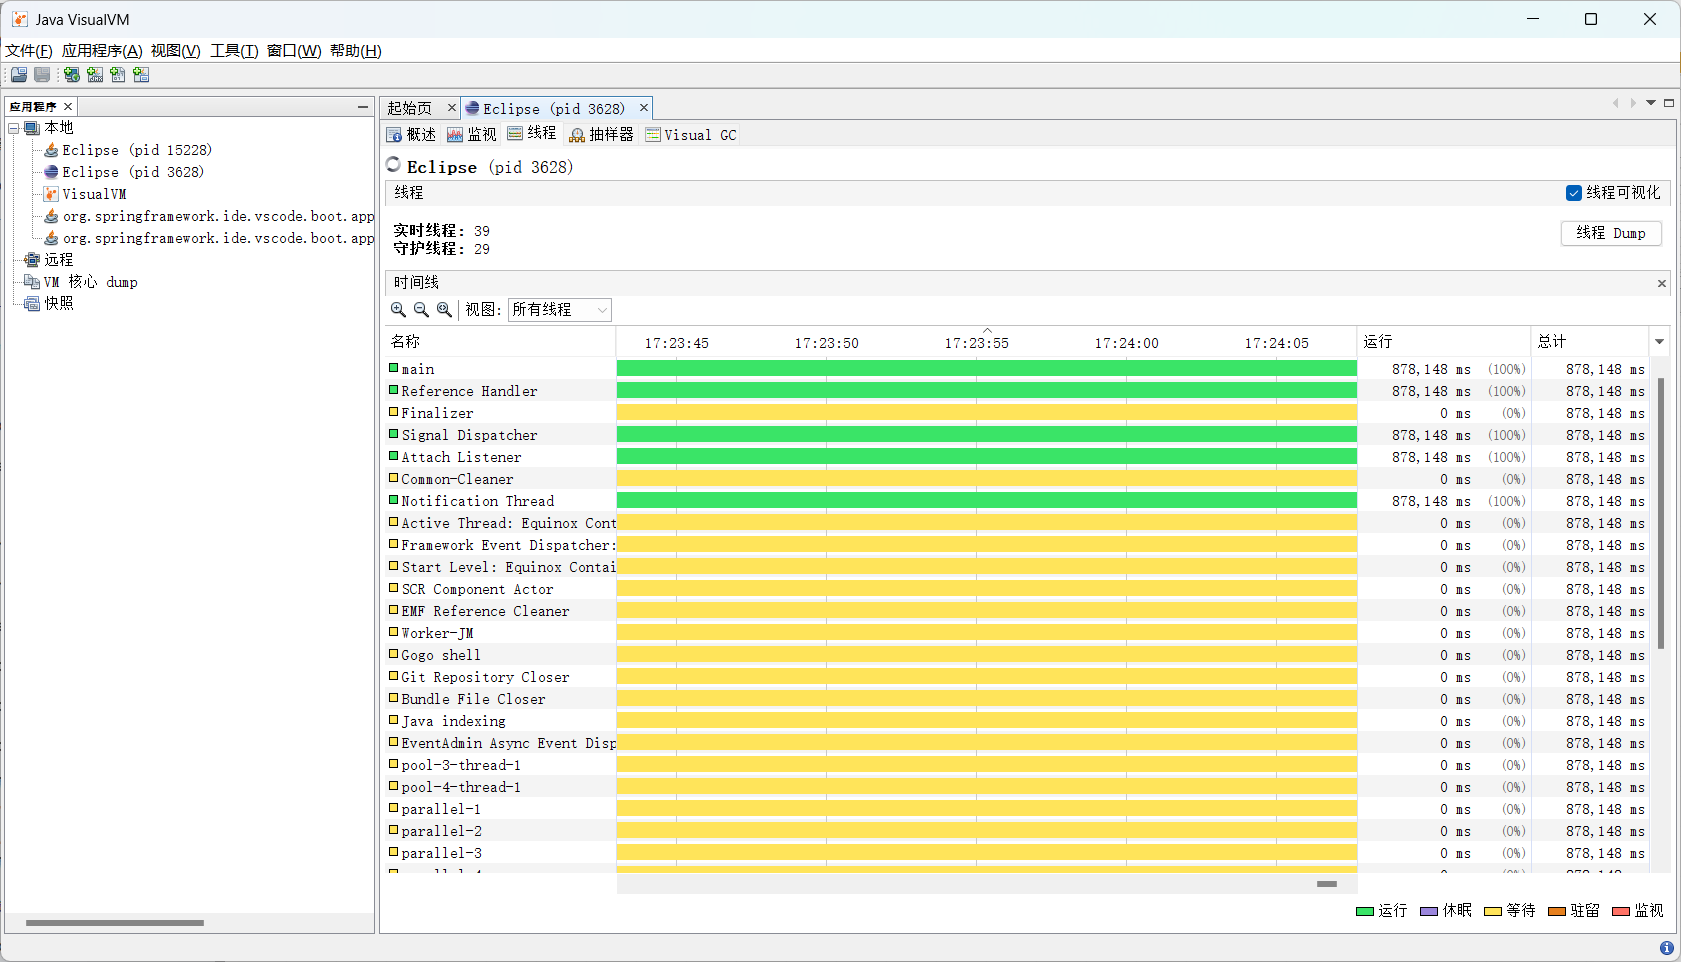 Java VisualVM
文件(F) 应用程序(A) 视图(V) 工具(T) 窗口(W) 帮助(H)
应用程序
本地
Eclipse (pid 15228)
Eclipse (pid 3628)
VisualVM
org.springframework.ide.vscode.boot.app
org.springframework.ide.vscode.boot.app
远程
VM 核心 dump
快照
起始页 Eclipse (pid 3628)
概述 监视 线程 抽样器 Visual GC
Eclipse (pid 3628)
线程 线程可视化
实时线程: 39
守护线程: 29
线程 Dump
时间线
视图: 所有线程
名称 17:23:45 17:23:50 17:23:55 17:24:00 17:24:05 运行 总计
main 878,148 ms (100%) 878,148 ms
Reference Handler 878,148 ms (100%) 878,148 ms
Finalizer 0 ms (0%) 878,148 ms
Signal Dispatcher 878,148 ms (100%) 878,148 ms
Attach Listener 878,148 ms (100%) 878,148 ms
Common-Cleaner 0 ms (0%) 878,148 ms
Notification Thread 878,148 ms (100%) 878,148 ms
Active Thread: Equinox Cont 0 ms (0%) 878,148 ms
Framework Event Dispatcher: 0 ms (0%) 878,148 ms
Start Level: Equinox Contai 0 ms (0%) 878,148 ms
SCR Component Actor 0 ms (0%) 878,148 ms
EMF Reference Cleaner 0 ms (0%) 878,148 ms
Worker-JM 0 ms (0%) 878,148 ms
Gogo shell 0 ms (0%) 878,148 ms
Git Repository Closer 0 ms (0%) 878,148 ms
Bundle File Closer 0 ms (0%) 878,148 ms
Java indexing 0 ms (0%) 878,148 ms
EventAdmin Async Event Disp 0 ms (0%) 878,148 ms
pool-3-thread-1 0 ms (0%) 878,148 ms
pool-4-thread-1 0 ms (0%) 878,148 ms
parallel-1 0 ms (0%) 878,148 ms
parallel-2 0 ms (0%) 878,148 ms
parallel-3 0 ms (0%) 878,148 ms
运行 休眠 等待 驻留 监视